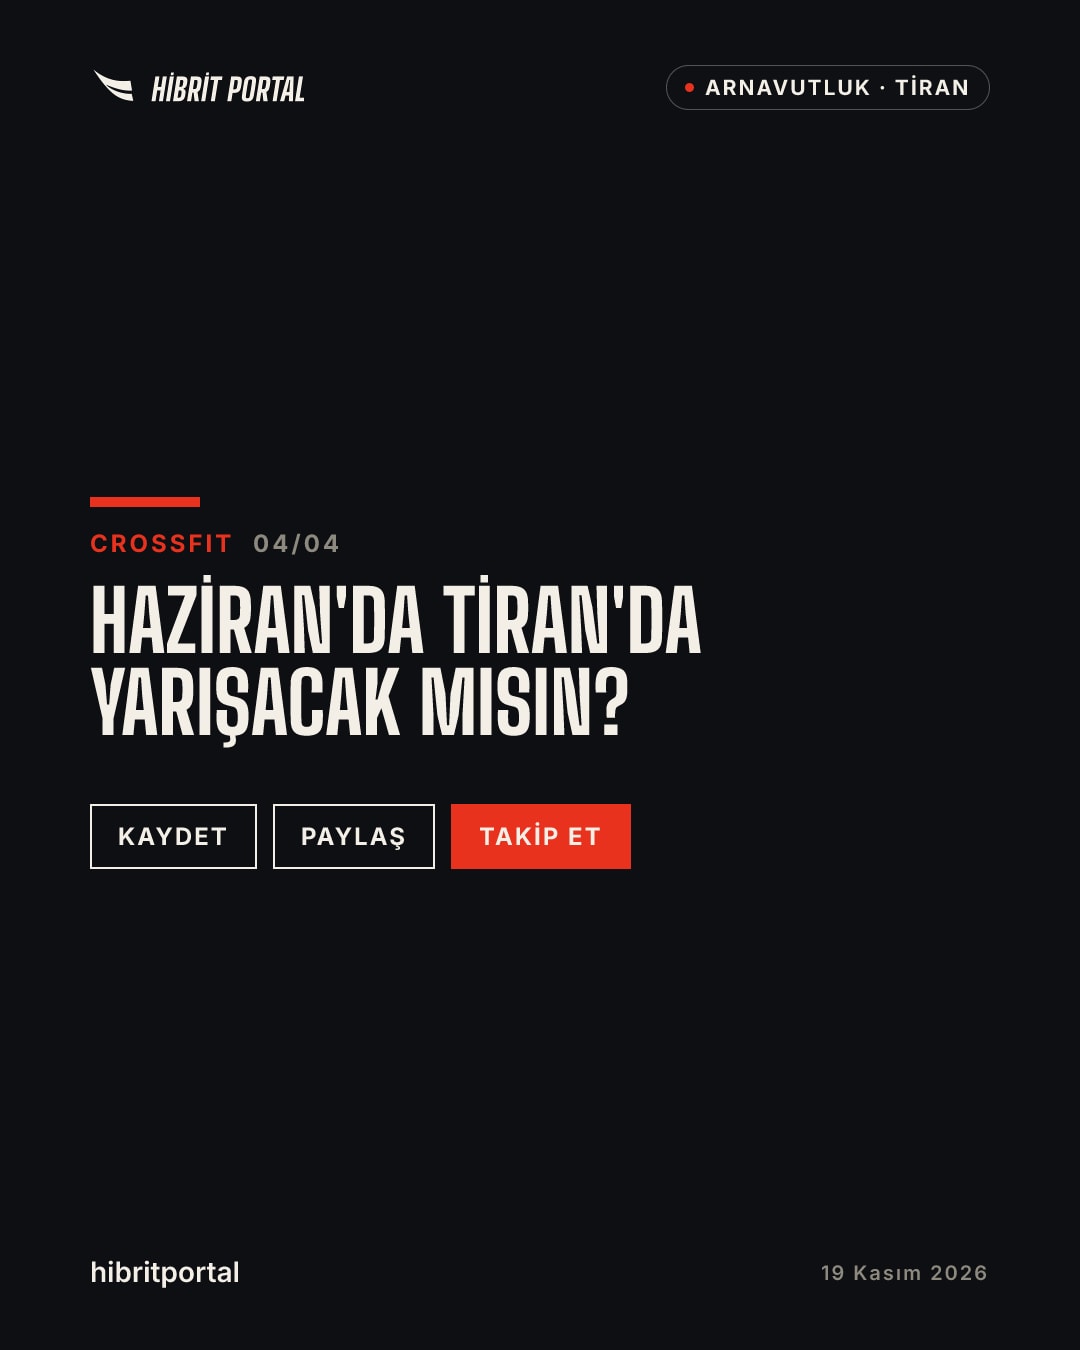 HİBRİT PORTAL
ARNAVUTLUK · TİRAN
CROSSFIT 04/04
HAZİRAN'DA TİRAN'DA
YARIŞACAK MISIN?
KAYDET PAYLAŞ TAKİP ET
hibritportal
19 Kasım 2026